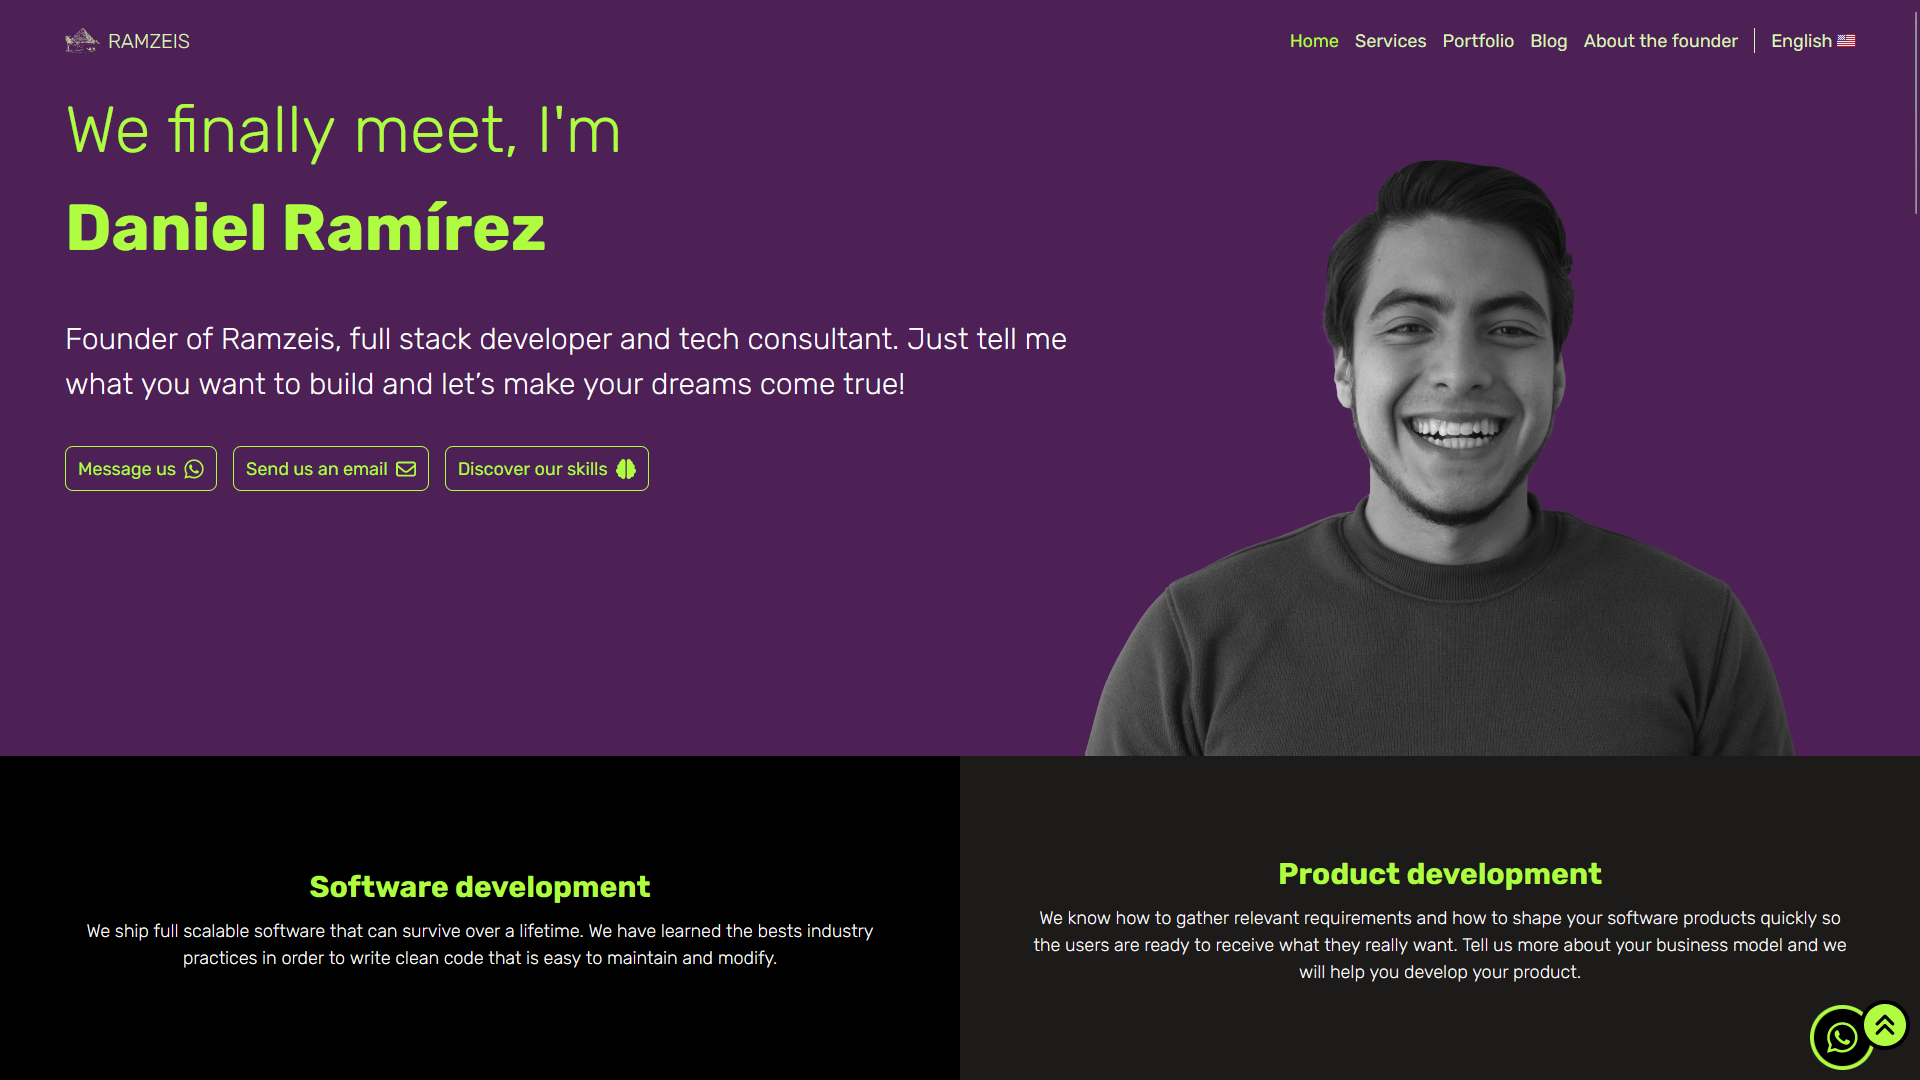 RAMZEIS
Home Services Portfolio Blog About the founder English
We finally meet, I'm
Daniel Ramírez
Founder of Ramzeis, full stack developer and tech consultant. Just tell me
what you want to build and let’s make your dreams come true!
Message us
Send us an email
Discover our skills
Software development
We ship full scalable software that can survive over a lifetime. We have learned the bests industry
practices in order to write clean code that is easy to maintain and modify.
Product development
We know how to gather relevant requirements and how to shape your software products quickly so
the users are ready to receive what they really want. Tell us more about your business model and we
will help you develop your product.